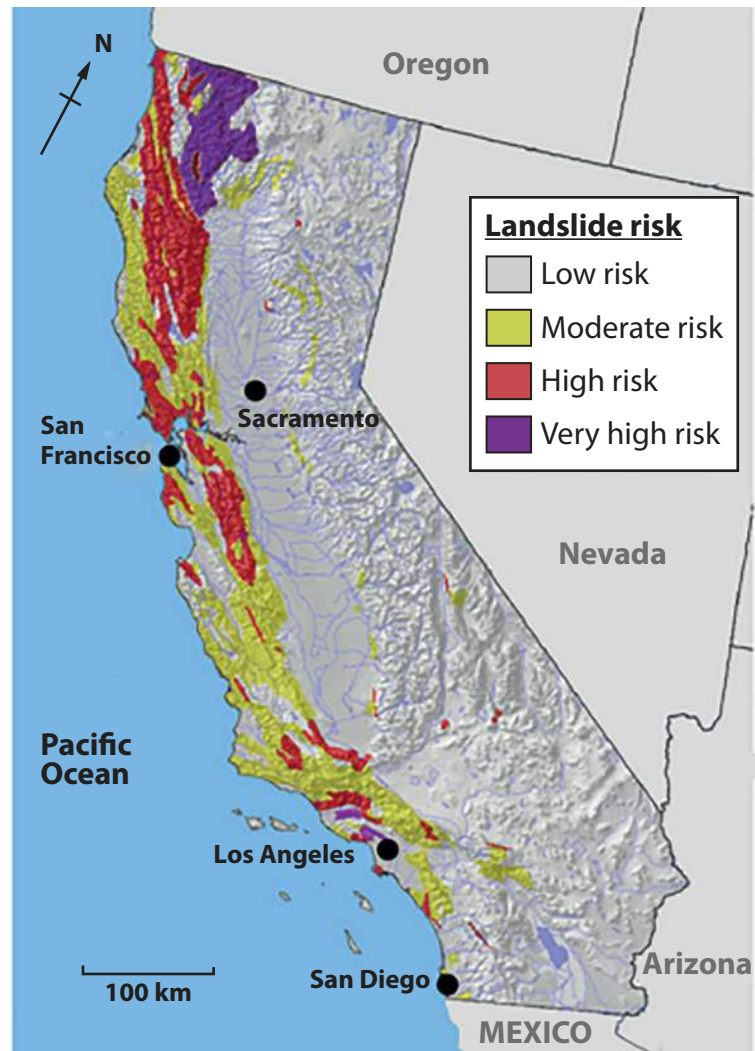 N
Oregon
Landslide risk
Low risk
Moderate risk
High risk
Very high risk
Sacramento
San
Francisco
Nevada
Pacific
Ocean
Los Angeles
Arizona
San Diego
100 km
MEXICO